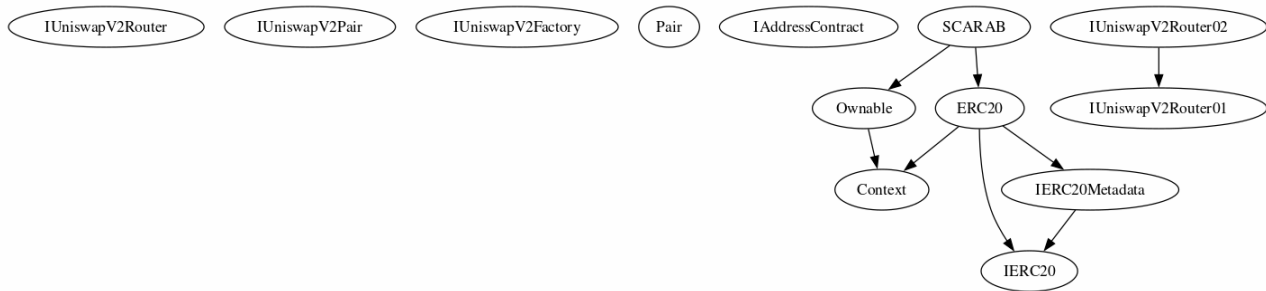 IUniswapV2Router
IUniswapV2Pair
IUniswapV2Factory
Pair
IAddressContract
SCARAB
IUniswapV2Router02
Ownable
ERC20
IUniswapV2Router01
Context
IERC20Metadata
IERC20